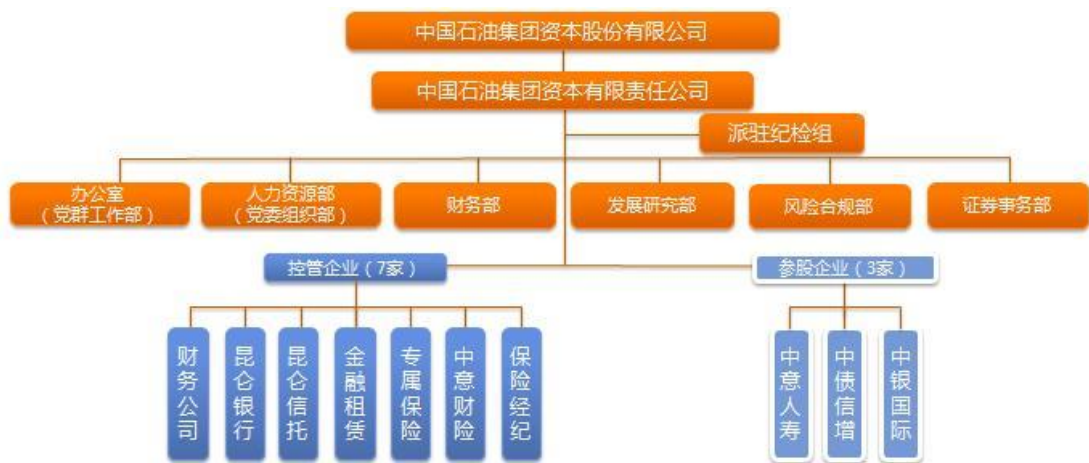 中国石油集团资本股份有限公司
中国石油集团资本有限责任公司
派驻纪检组
办公室
（党群工作部）
人力资源部
（党委组织部）
财务部
发展研究部
风险合规部
证券事务部
控管企业（7家）
参股企业（3家）
财务公司
昆仑银行
昆仑信托
金融租赁
专属保险
中意财险
保险经纪
中意人寿
中债信增
中银国际